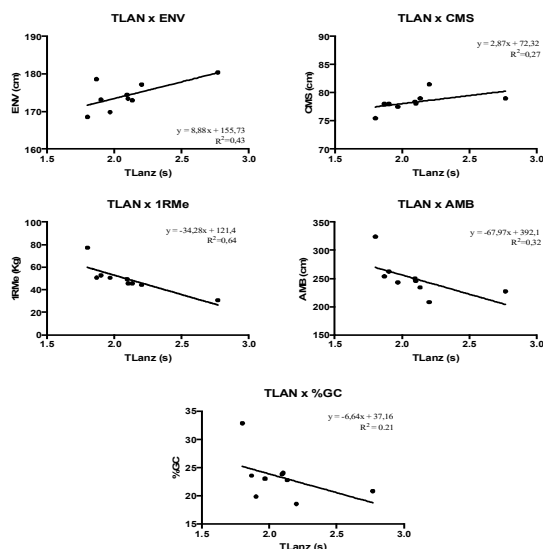 TLAN x ENV
190
180
170
160
ENV (cm)
y = 8,88x + 155,73
R²=0,43
1.5 2.0 2.5 3.0
TLanz (s)
TLAN x CMS
90
85
80
75
70
CMS (cm)
y = 2,87x + 72,32
R²=0,27
1.5 2.0 2.5 3.0
TLanz (s)
TLAN x 1RMe
100
80
60
40
20
0
1RMe (Kg)
y = -34,28x + 121,4
R²=0,64
1.5 2.0 2.5 3.0
TLanz (s)
TLAN x AMB
350
300
250
200
150
AMB (cm)
y = -67,97x + 392,1
R²=0,32
1.5 2.0 2.5 3.0
TLanz (s)
TLAN x %GC
35
30
25
20
15
%GC
y = -6,64x + 37,16
R² = 0.21
1.5 2.0 2.5 3.0
TLanz (s)